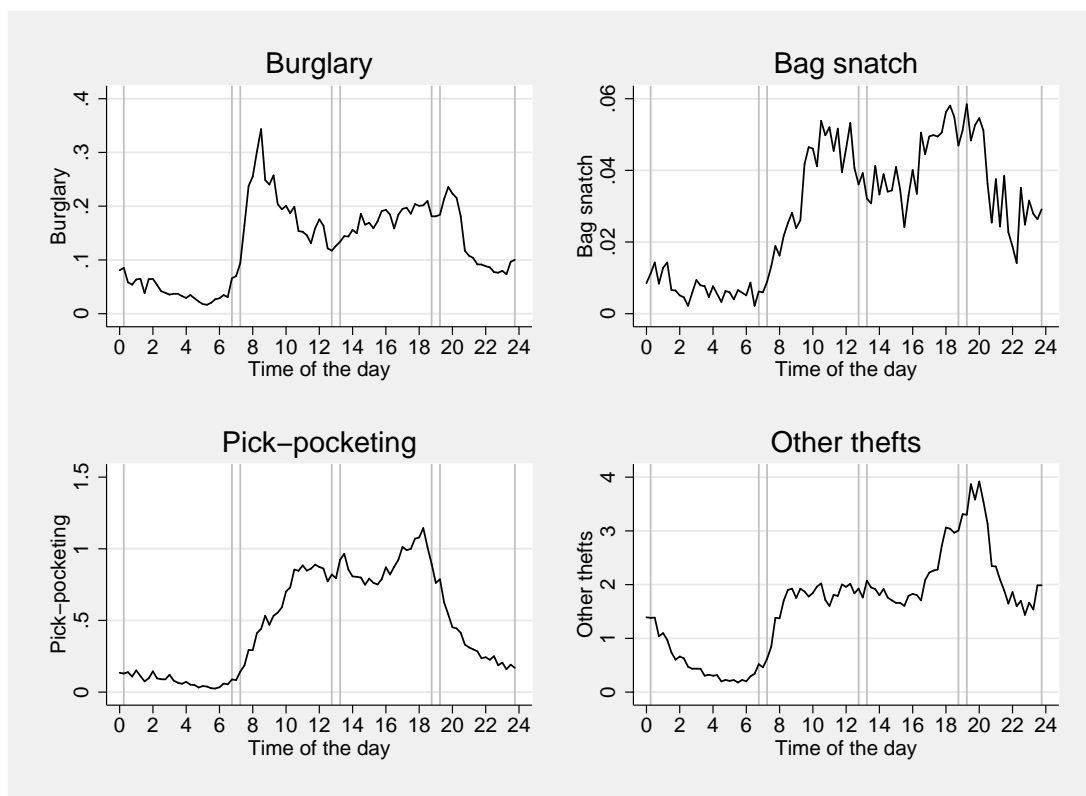 Burglary
Burglary
.4
.3
.2
.1
0
0 2 4 6 8 10 12 14 16 18 20 22 24
Time of the day
Bag snatch
Bag snatch
.06
.04
.02
0
0 2 4 6 8 10 12 14 16 18 20 22 24
Time of the day
Pick−pocketing
Pick−pocketing
1.5
1
.5
0
0 2 4 6 8 10 12 14 16 18 20 22 24
Time of the day
Other thefts
Other thefts
4
3
2
1
0
0 2 4 6 8 10 12 14 16 18 20 22 24
Time of the day